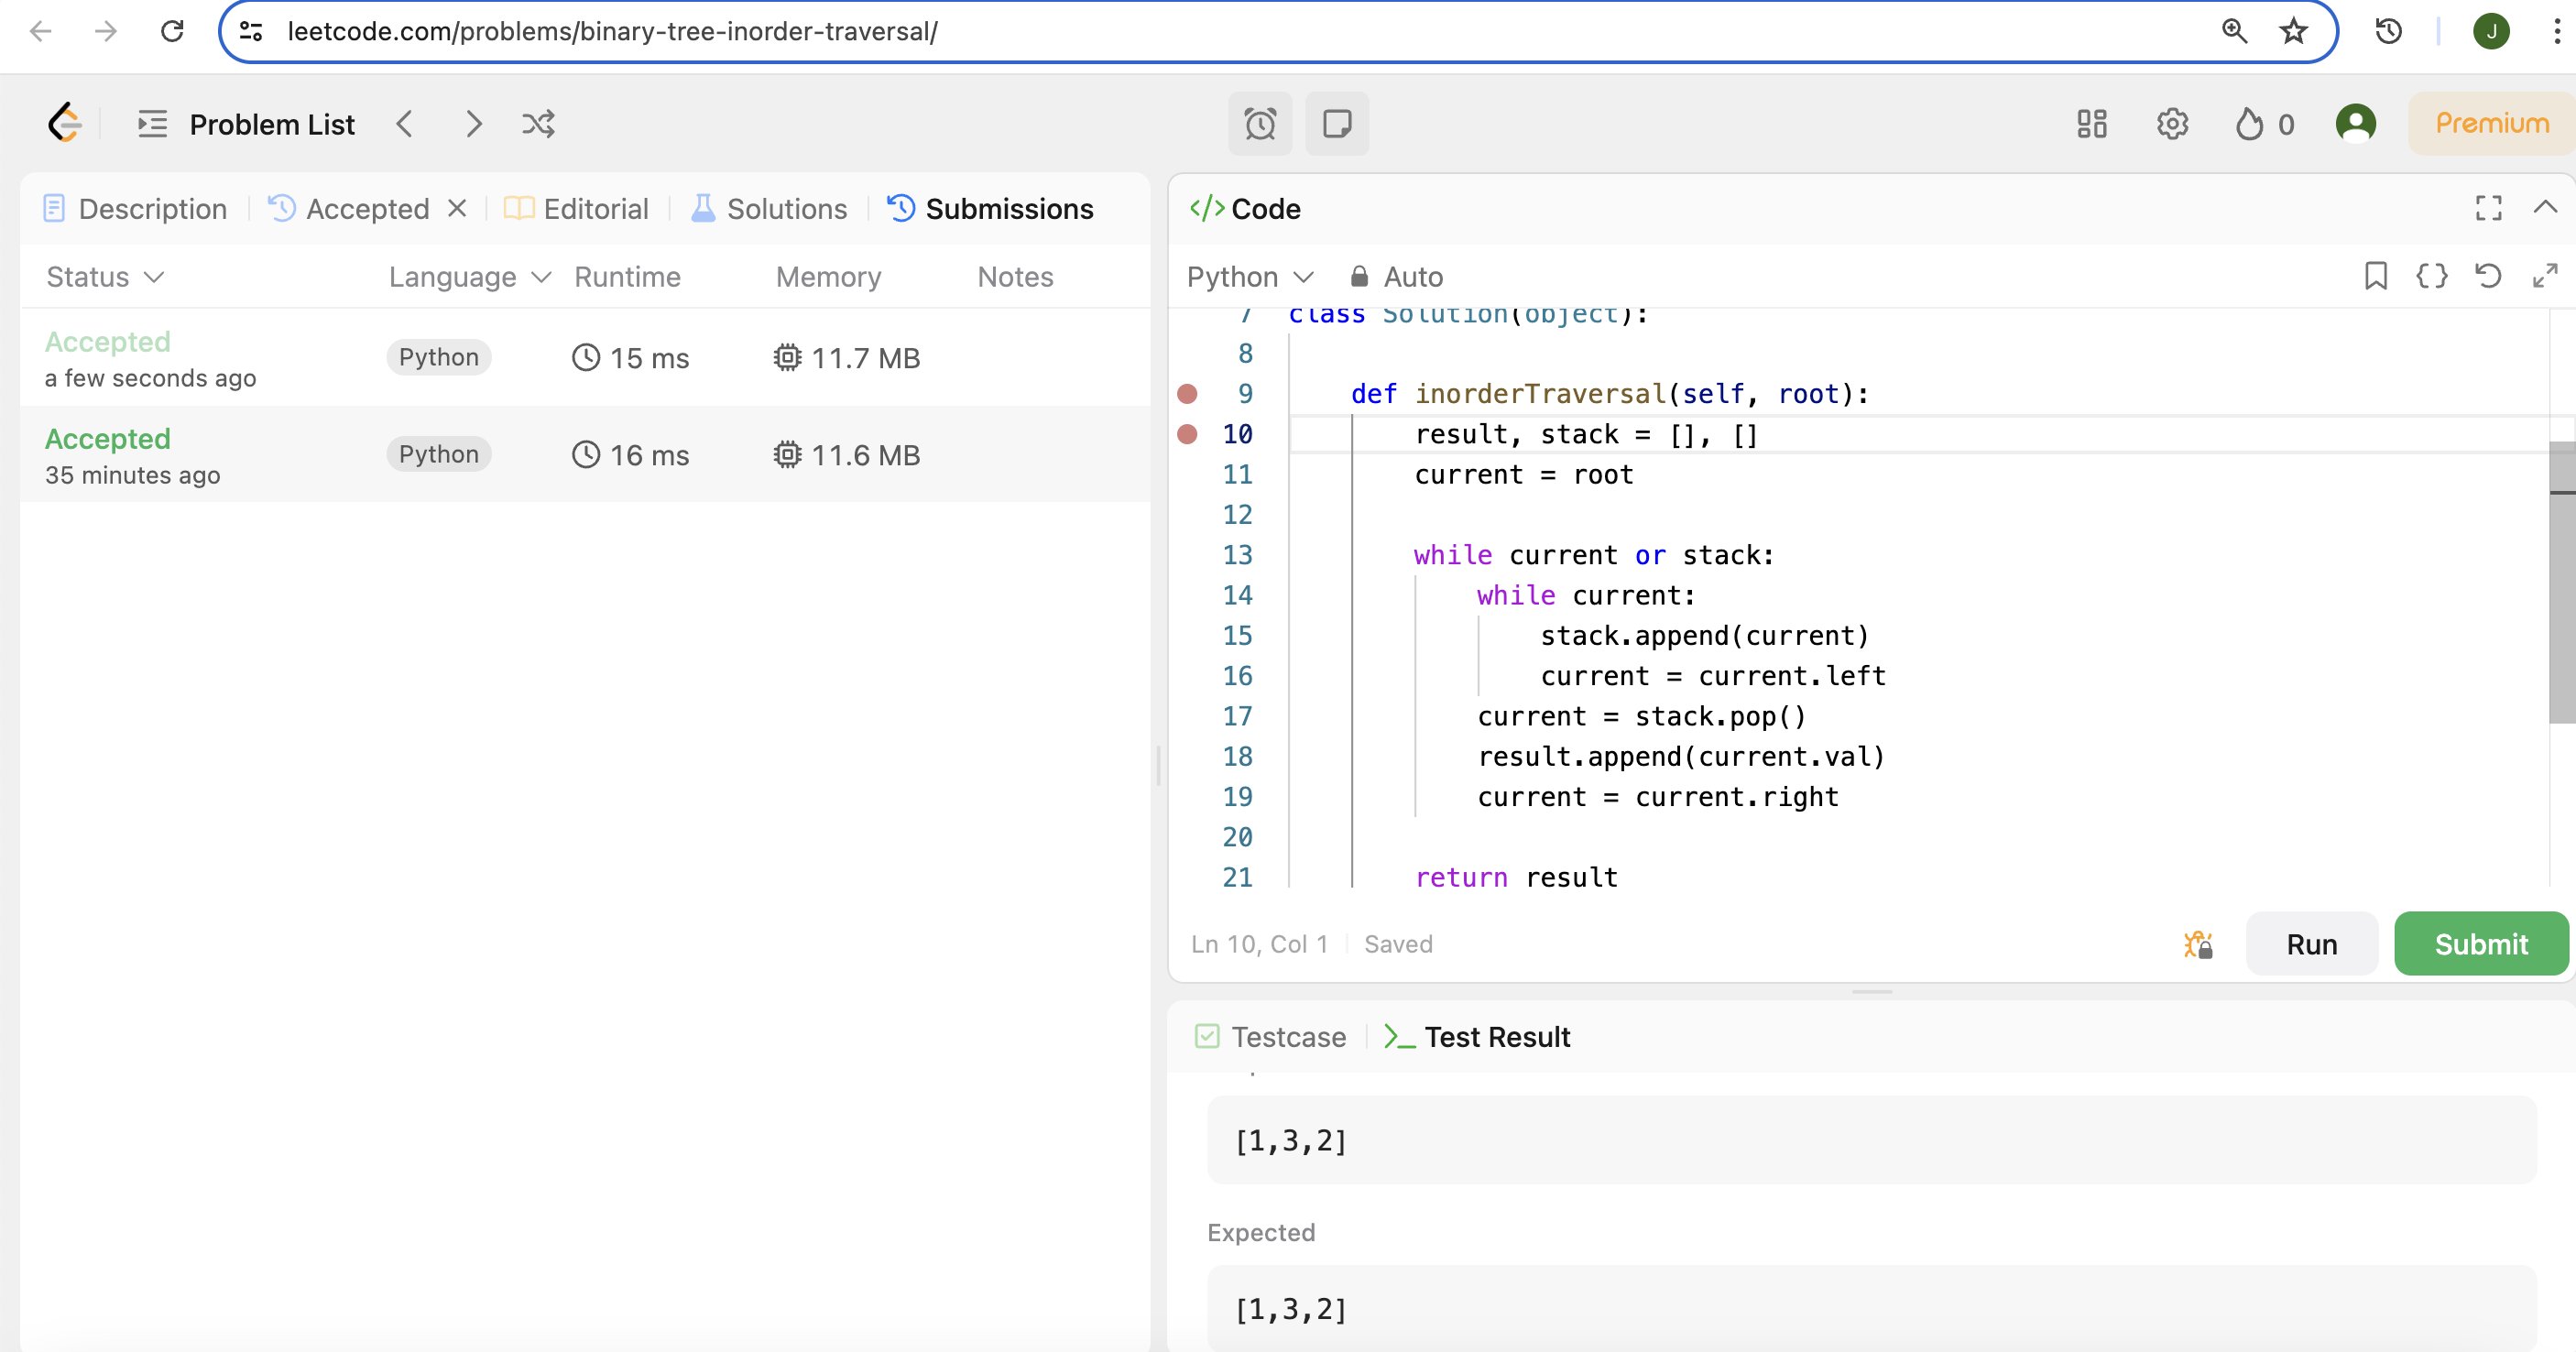 leetcode.com/problems/binary-tree-inorder-traversal/
J
Problem List
0
Premium
Description
Accepted
Editorial
Solutions
Submissions
Status
Language
Runtime
Memory
Notes
Accepted
a few seconds ago
Python
15 ms
11.7 MB
Accepted
35 minutes ago
Python
16 ms
11.6 MB
</> Code
Python
Auto
7 class Solution(object):
8
9 def inorderTraversal(self, root):
10 result, stack = [], []
11 current = root
12
13 while current or stack:
14 while current:
15 stack.append(current)
16 current = current.left
17 current = stack.pop()
18 result.append(current.val)
19 current = current.right
20
21 return result
Ln 10, Col 1
Saved
Run
Submit
Testcase
Test Result
[1,3,2]
Expected
[1,3,2]